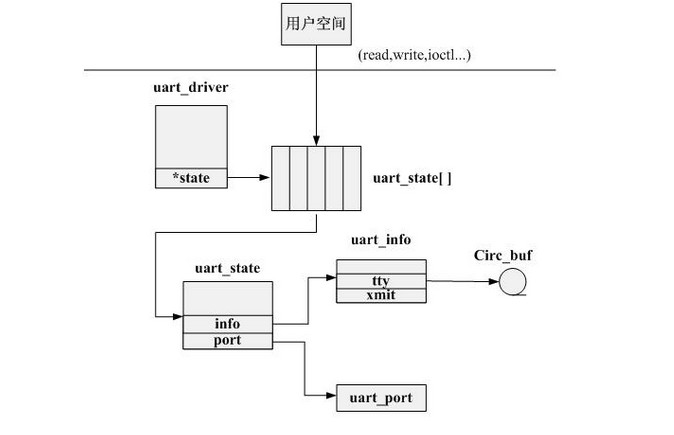 用户空间
(read,write,ioctl...)
uart_driver
*state
uart_state[ ]
uart_info
uart_state
Circ_buf
tty
xmit
info
port
uart_port